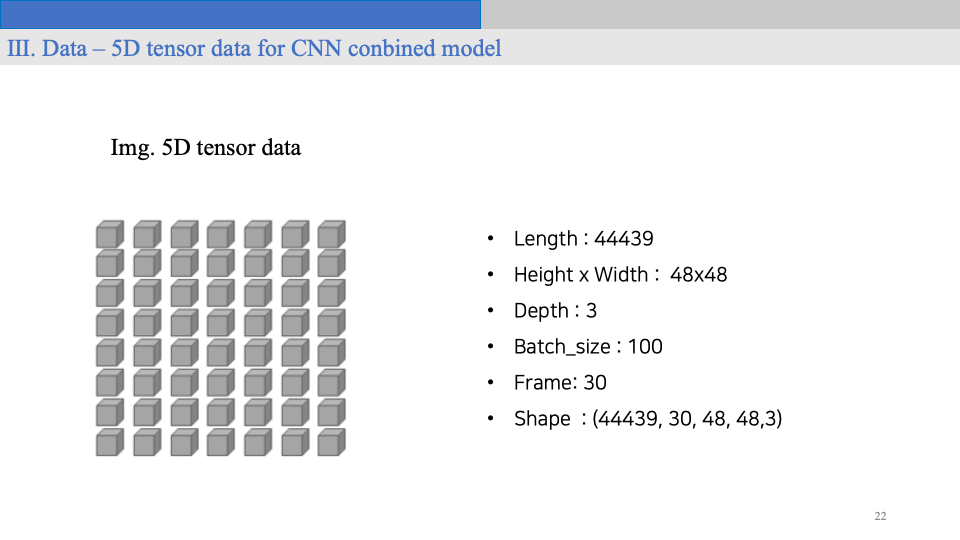 III. Data – 5D tensor data for CNN conbined model
Img. 5D tensor data
• Length : 44439
• Height x Width : 48x48
• Depth : 3
• Batch_size : 100
• Frame: 30
• Shape : (44439, 30, 48, 48,3)
22